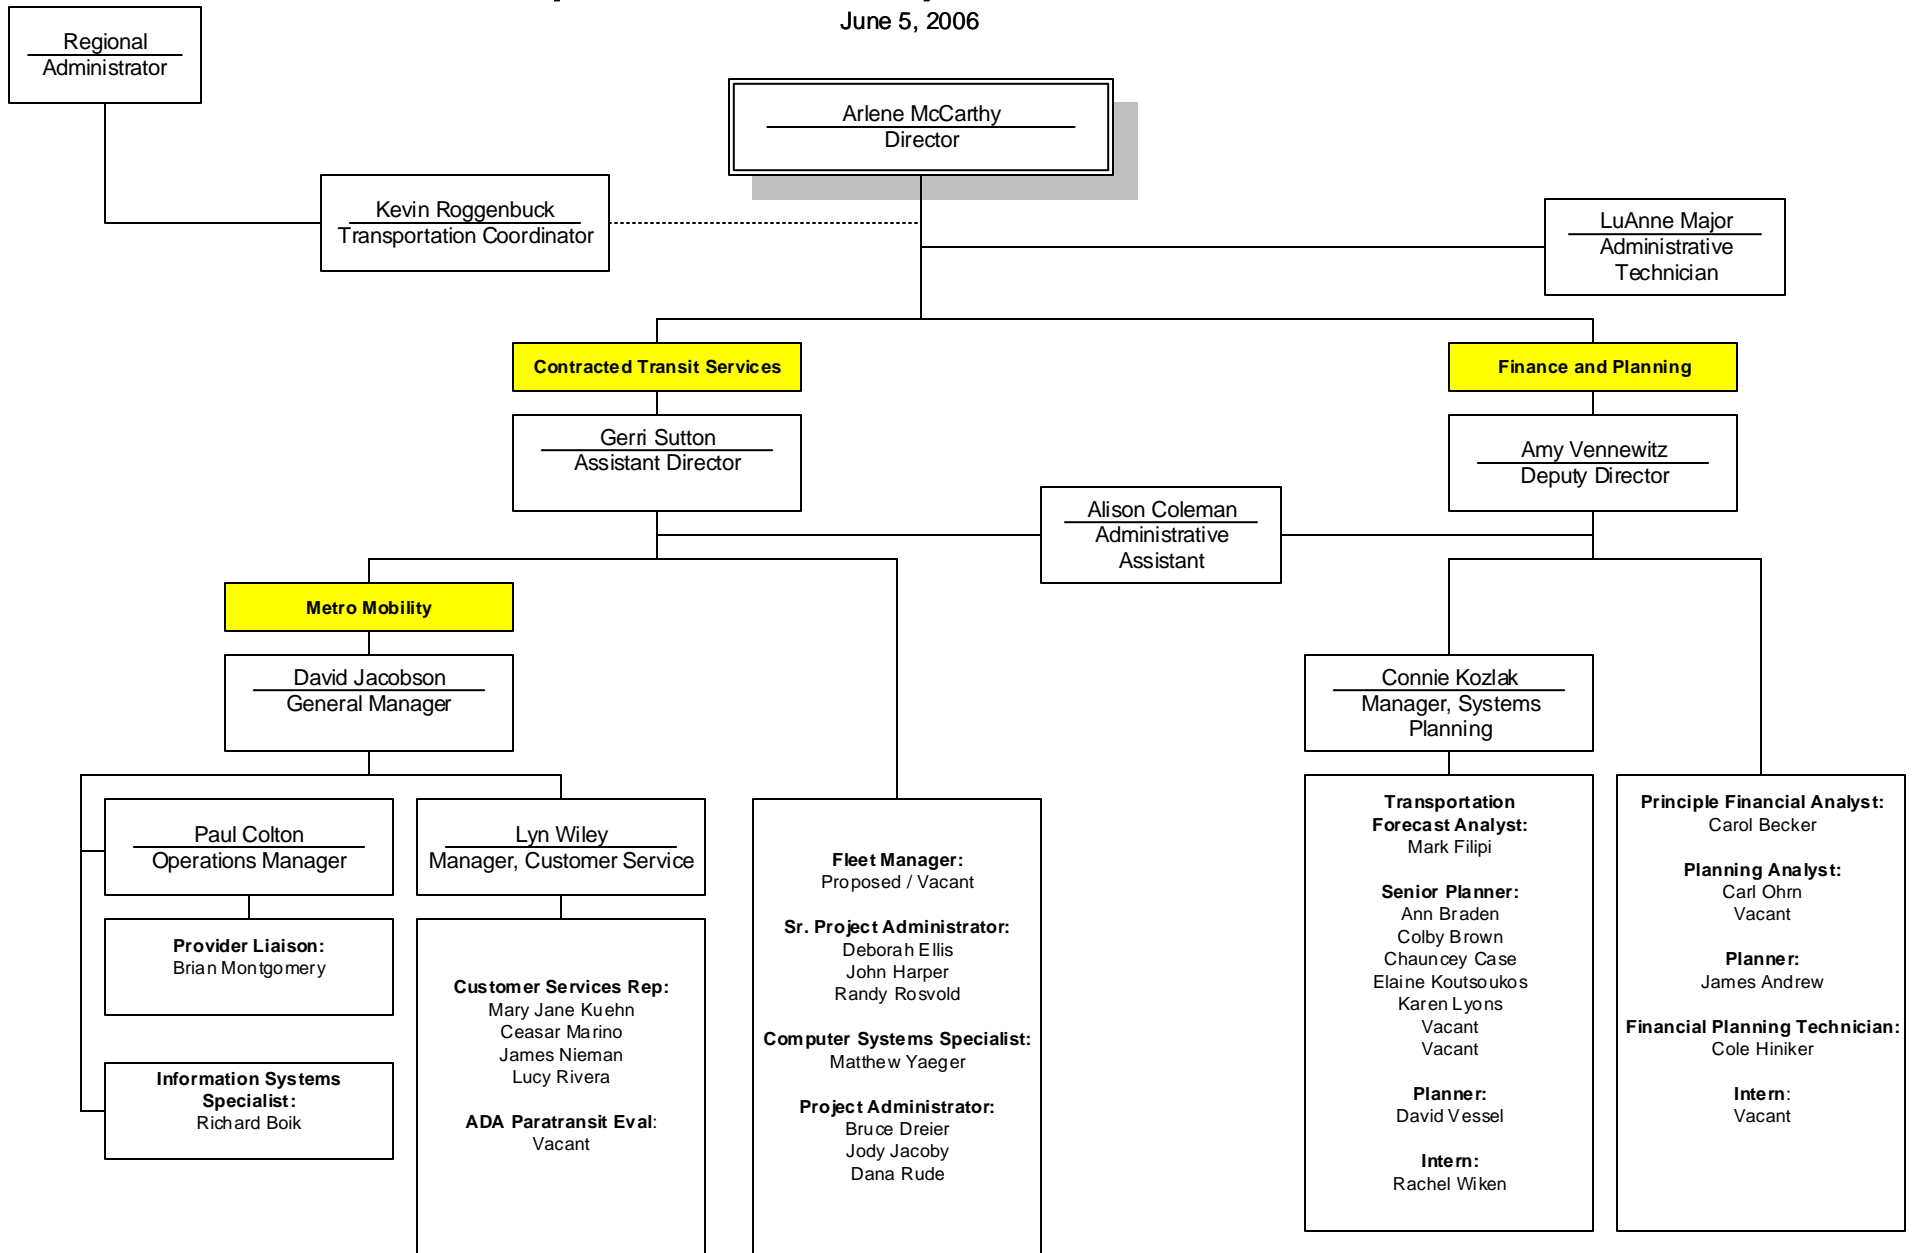 June 5, 2006
Regional
Administrator
Arlene McCarthy
Director
Kevin Roggenbuck
Transportation Coordinator
LuAnne Major
Administrative
Technician
Contracted Transit Services
Finance and Planning
Gerri Sutton
Assistant Director
Amy Vennewitz
Deputy Director
Alison Coleman
Administrative
Assistant
Metro Mobility
David Jacobson
General Manager
Connie Kozlak
Manager, Systems
Planning
Paul Colton
Operations Manager
Lyn Wiley
Manager, Customer Service
Provider Liaison:
Brian Montgomery
Information Systems
Specialist:
Richard Boik
Customer Services Rep:
Mary Jane Kuehn
Ceasar Marino
James Nieman
Lucy Rivera
ADA Paratransit Eval:
Vacant
Fleet Manager:
Proposed / Vacant
Sr. Project Administrator:
Deborah Ellis
John Harper
Randy Rosvold
Computer Systems Specialist:
Matthew Yaeger
Project Administrator:
Bruce Dreier
Jody Jacoby
Dana Rude
Transportation
Forecast Analyst:
Mark Filipi
Senior Planner:
Ann Braden
Colby Brown
Chauncey Case
Elaine Koutsoukos
Karen Lyons
Vacant
Vacant
Planner:
David Vessel
Intern:
Rachel Wiken
Principle Financial Analyst:
Carol Becker
Planning Analyst:
Carl Ohrn
Vacant
Planner:
James Andrew
Financial Planning Technician:
Cole Hiniker
Intern:
Vacant